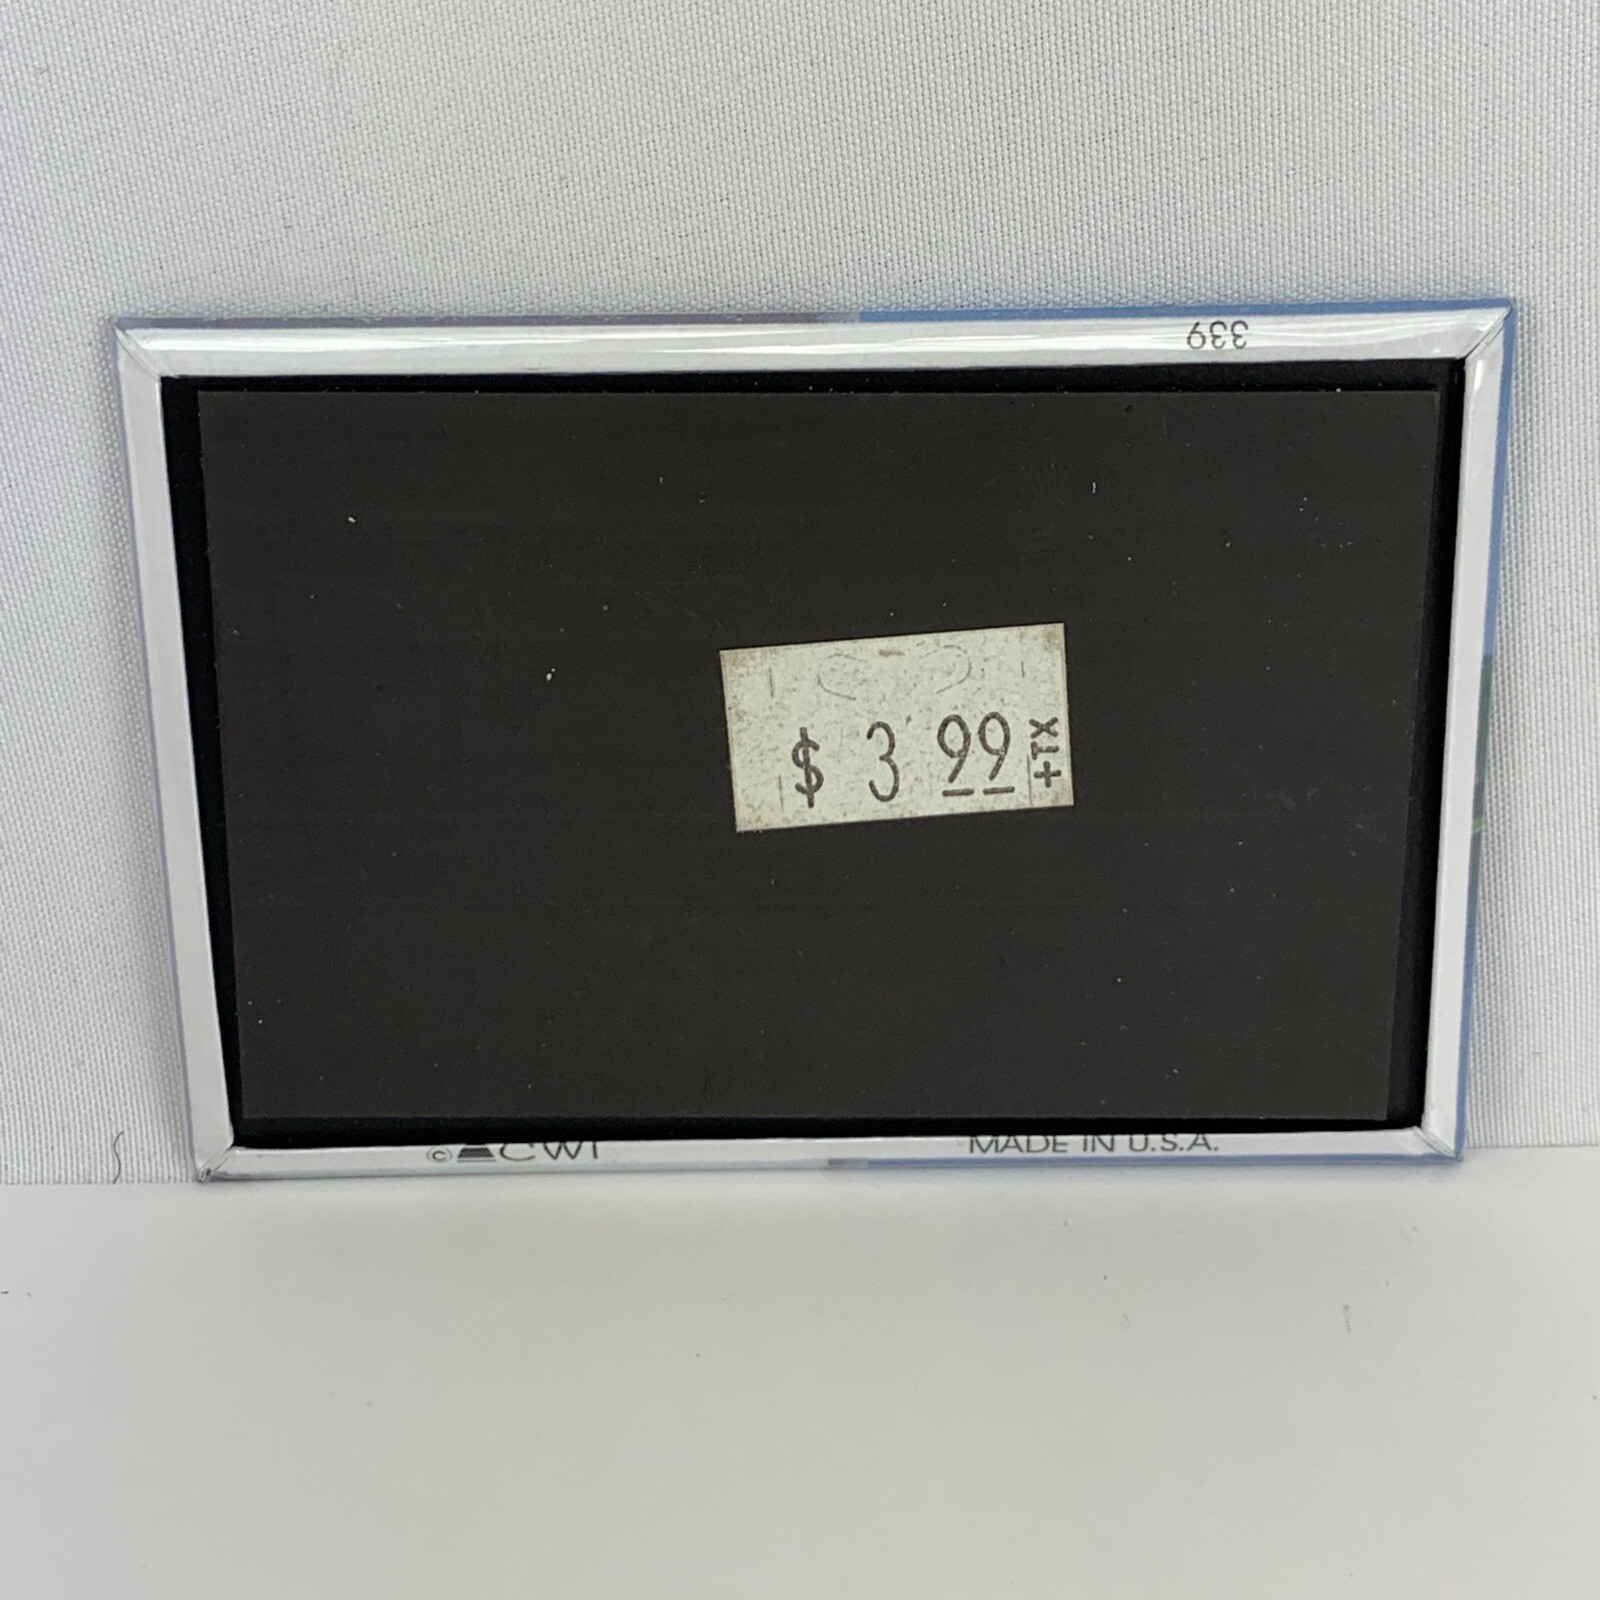 339
$ 3 99 +TX
© CWI
MADE IN U.S.A.